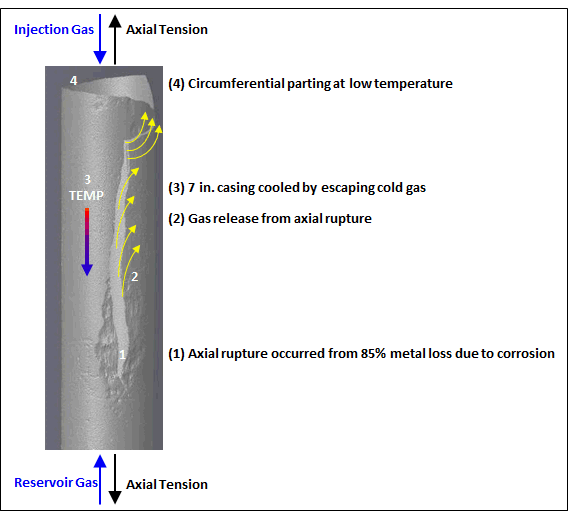 Injection Gas Axial Tension
4 (4) Circumferential parting at low temperature
3 (3) 7 in. casing cooled by escaping cold gas
TEMP
(2) Gas release from axial rupture
2
1 (1) Axial rupture occurred from 85% metal loss due to corrosion
Reservoir Gas Axial Tension